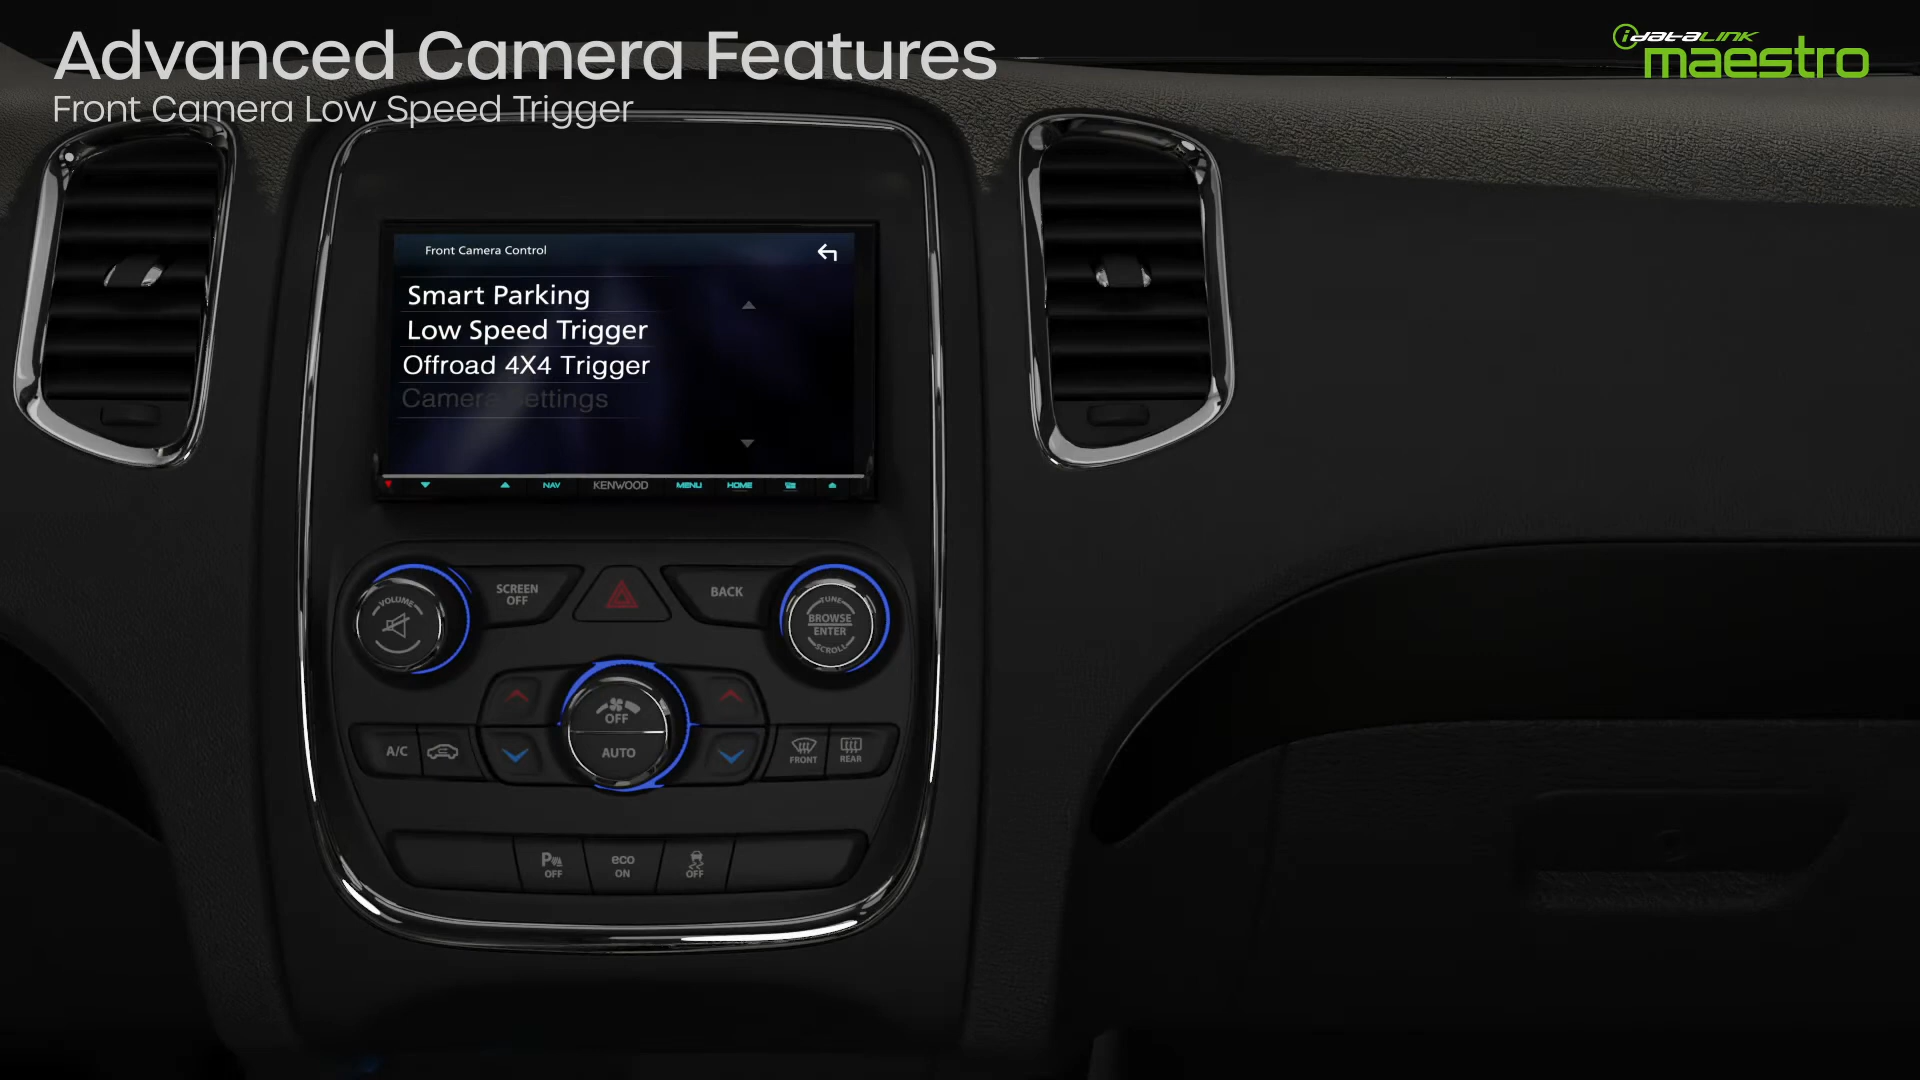 Advanced Camera Features
Front Camera Low Speed Trigger
iDataLink
maestro
Front Camera Control
Smart Parking
Low Speed Trigger
Offroad 4X4 Trigger
Camera Settings
NAV
KENWOOD
MENU
HOME
VOLUME
SCREEN
OFF
BACK
TUNE
BROWSE
ENTER
SCROLL
OFF
AUTO
A/C
FRONT
REAR
P
OFF
eco
ON
OFF